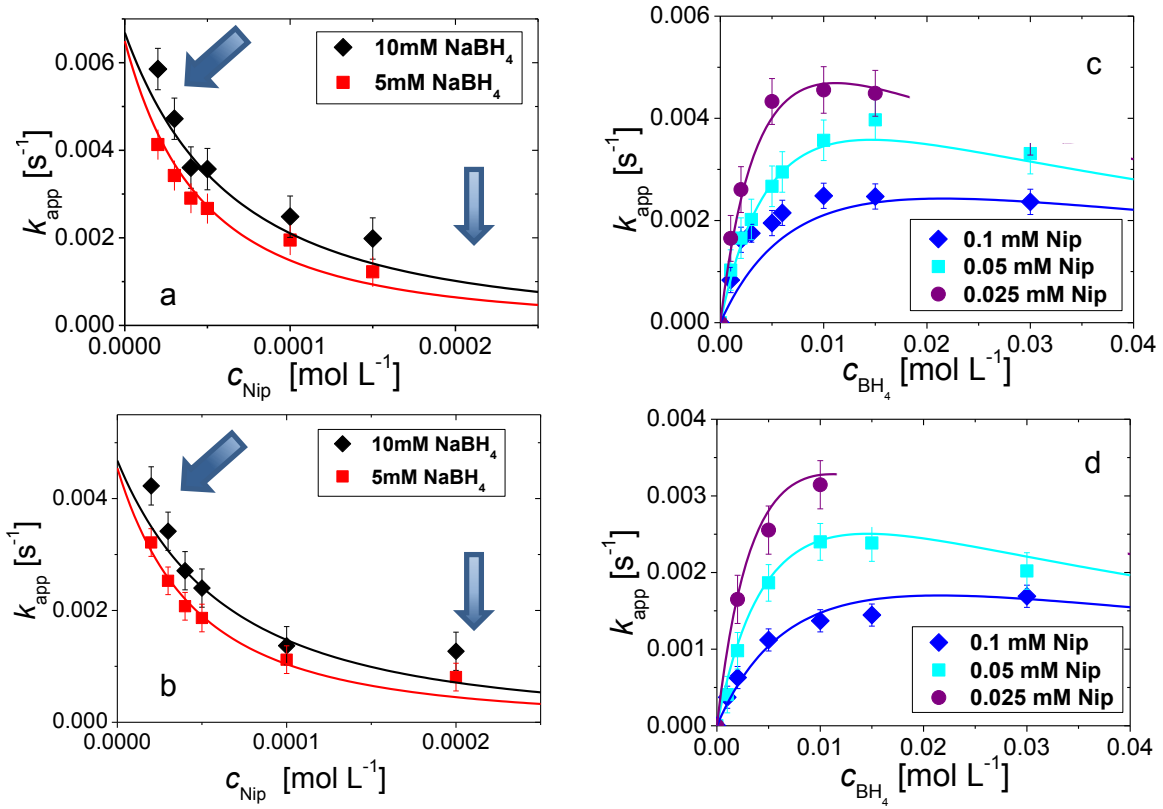 0.006
0.004
0.002
0.000
k_app [s⁻¹]
10mM NaBH₄
5mM NaBH₄
a
0.0000 0.0001 0.0002
c_Nip [mol L⁻¹]
0.006
0.004
0.002
0.000
k_app [s⁻¹]
c
0.1 mM Nip
0.05 mM Nip
0.025 mM Nip
0.00 0.01 0.02 0.03 0.04
c_BH₄ [mol L⁻¹]
0.004
0.002
0.000
k_app [s⁻¹]
10mM NaBH₄
5mM NaBH₄
b
0.0000 0.0001 0.0002
c_Nip [mol L⁻¹]
0.004
0.003
0.002
0.001
0.000
k_app [s⁻¹]
d
0.1 mM Nip
0.05 mM Nip
0.025 mM Nip
0.00 0.01 0.02 0.03 0.04
c_BH₄ [mol L⁻¹]